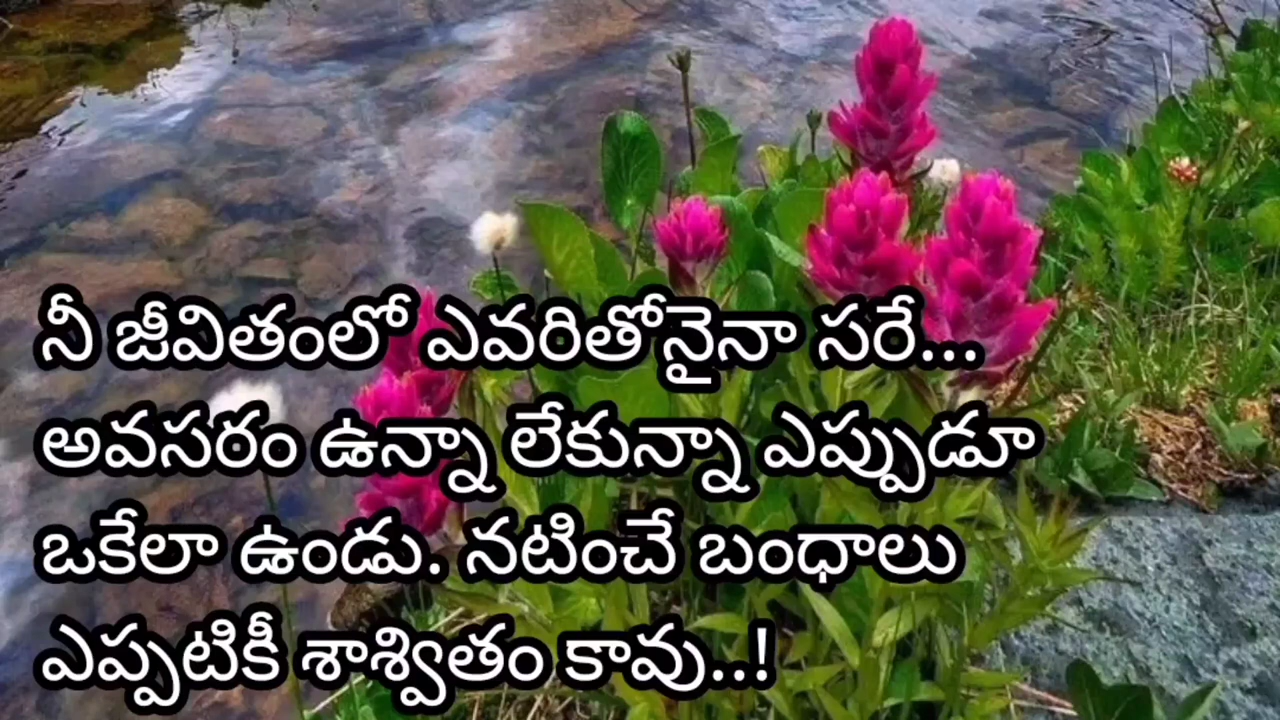 నీ జీవితంలో ఎవరితోనైనా సరే...
అవసరం ఉన్నా లేకున్నా ఎప్పుడూ
ఒకేలా ఉండు. నటించే బంధాలు
ఎప్పటికీ శాశ్వితం కావు..!